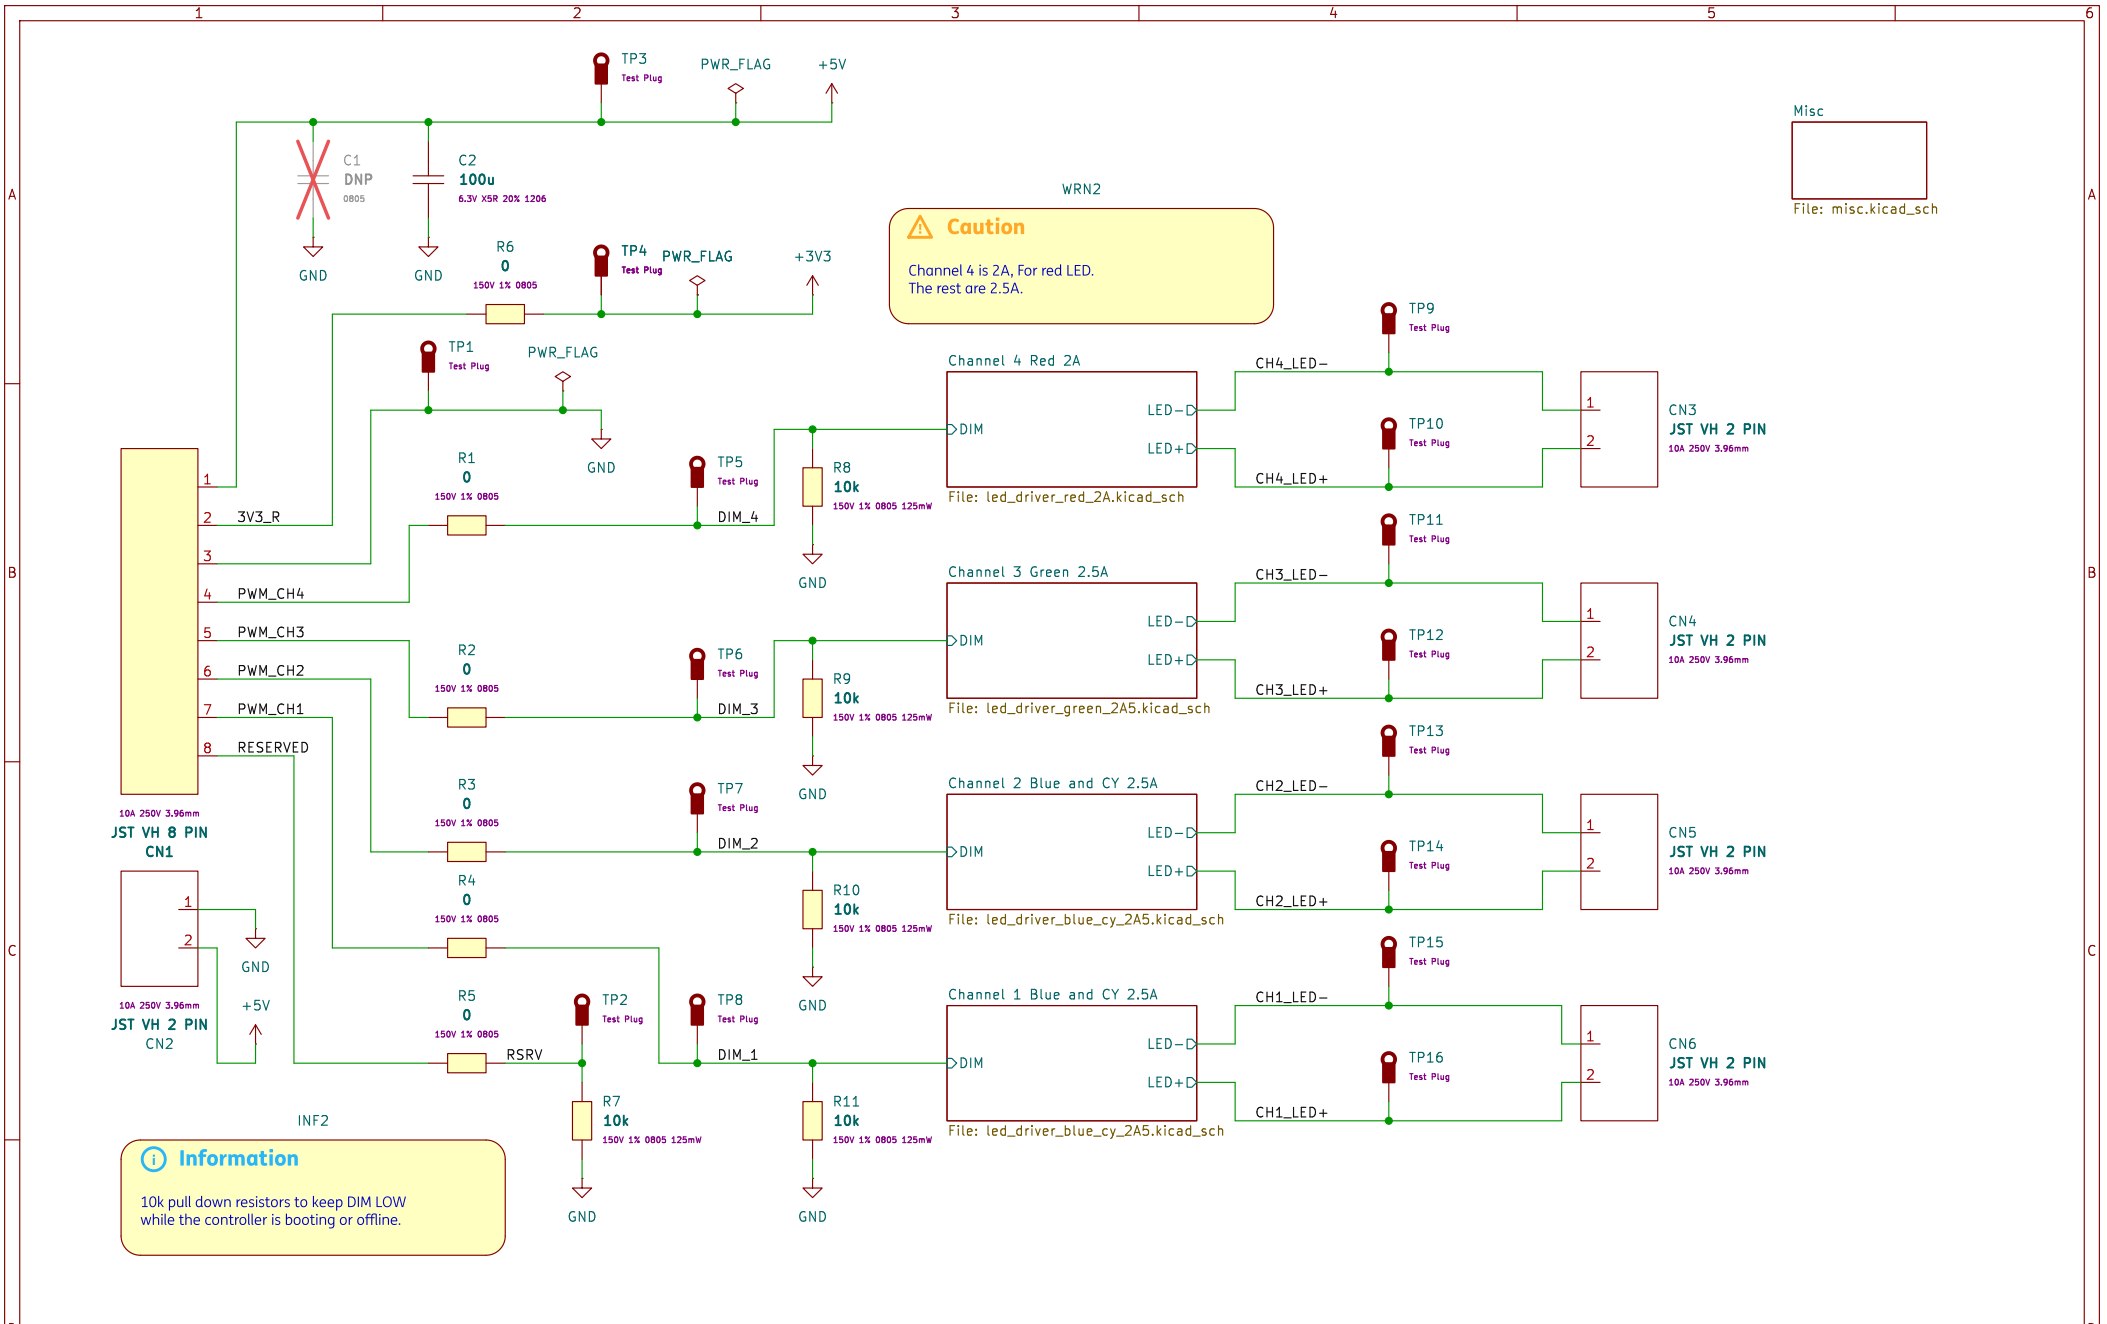 1 2 3 4 5 6
TP3
Test Plug
PWR_FLAG
+5V
Misc
File: misc.kicad_sch
A
A
C1
DNP
0805
C2
100u
6.3V X5R 20% 1206
GND
GND
WRN2
Caution
Channel 4 is 2A, For red LED.
The rest are 2.5A.
R6
0
150V 1% 0805
TP4
Test Plug
PWR_FLAG
+3V3
TP1
Test Plug
PWR_FLAG
GND
1
2
3
4
5
6
7
8
3V3_R
PWM_CH4
PWM_CH3
PWM_CH2
PWM_CH1
RESERVED
10A 250V 3.96mm
JST VH 8 PIN
CN1
B
B
R1
0
150V 1% 0805
TP5
Test Plug
DIM_4
R8
10k
150V 1% 0805 125mW
GND
Channel 4 Red 2A
DIM
LED-
LED+
File: led_driver_red_2A.kicad_sch
CH4_LED-
CH4_LED+
TP9
Test Plug
TP10
Test Plug
1
2
CN3
JST VH 2 PIN
10A 250V 3.96mm
R2
0
150V 1% 0805
TP6
Test Plug
DIM_3
R9
10k
150V 1% 0805 125mW
GND
Channel 3 Green 2.5A
DIM
LED-
LED+
File: led_driver_green_2A5.kicad_sch
CH3_LED-
CH3_LED+
TP11
Test Plug
TP12
Test Plug
1
2
CN4
JST VH 2 PIN
10A 250V 3.96mm
R3
0
150V 1% 0805
TP7
Test Plug
DIM_2
R10
10k
150V 1% 0805 125mW
GND
Channel 2 Blue and CY 2.5A
DIM
LED-
LED+
File: led_driver_blue_cy_2A5.kicad_sch
CH2_LED-
CH2_LED+
TP13
Test Plug
TP14
Test Plug
1
2
CN5
JST VH 2 PIN
10A 250V 3.96mm
C
C
1
2
GND
+5V
10A 250V 3.96mm
JST VH 2 PIN
CN2
R4
0
150V 1% 0805
R5
0
150V 1% 0805
RSRV
TP2
Test Plug
R7
10k
150V 1% 0805 125mW
GND
TP8
Test Plug
DIM_1
R11
10k
150V 1% 0805 125mW
GND
Channel 1 Blue and CY 2.5A
DIM
LED-
LED+
File: led_driver_blue_cy_2A5.kicad_sch
CH1_LED-
CH1_LED+
TP15
Test Plug
TP16
Test Plug
1
2
CN6
JST VH 2 PIN
10A 250V 3.96mm
INF2
Information
10k pull down resistors to keep DIM LOW
while the controller is booting or offline.